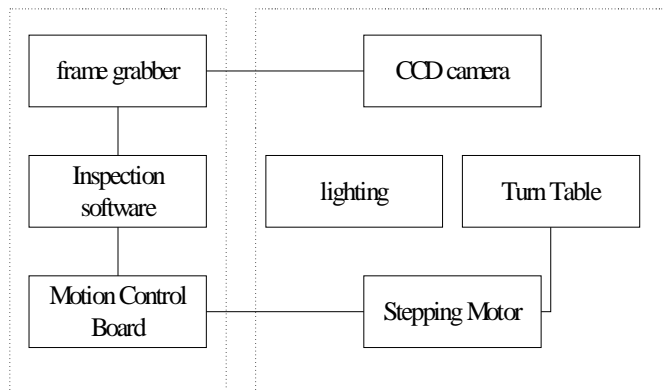 frame grabber
CCD camera
Inspection
software
lighting
Turn Table
Motion Control
Board
Stepping Motor